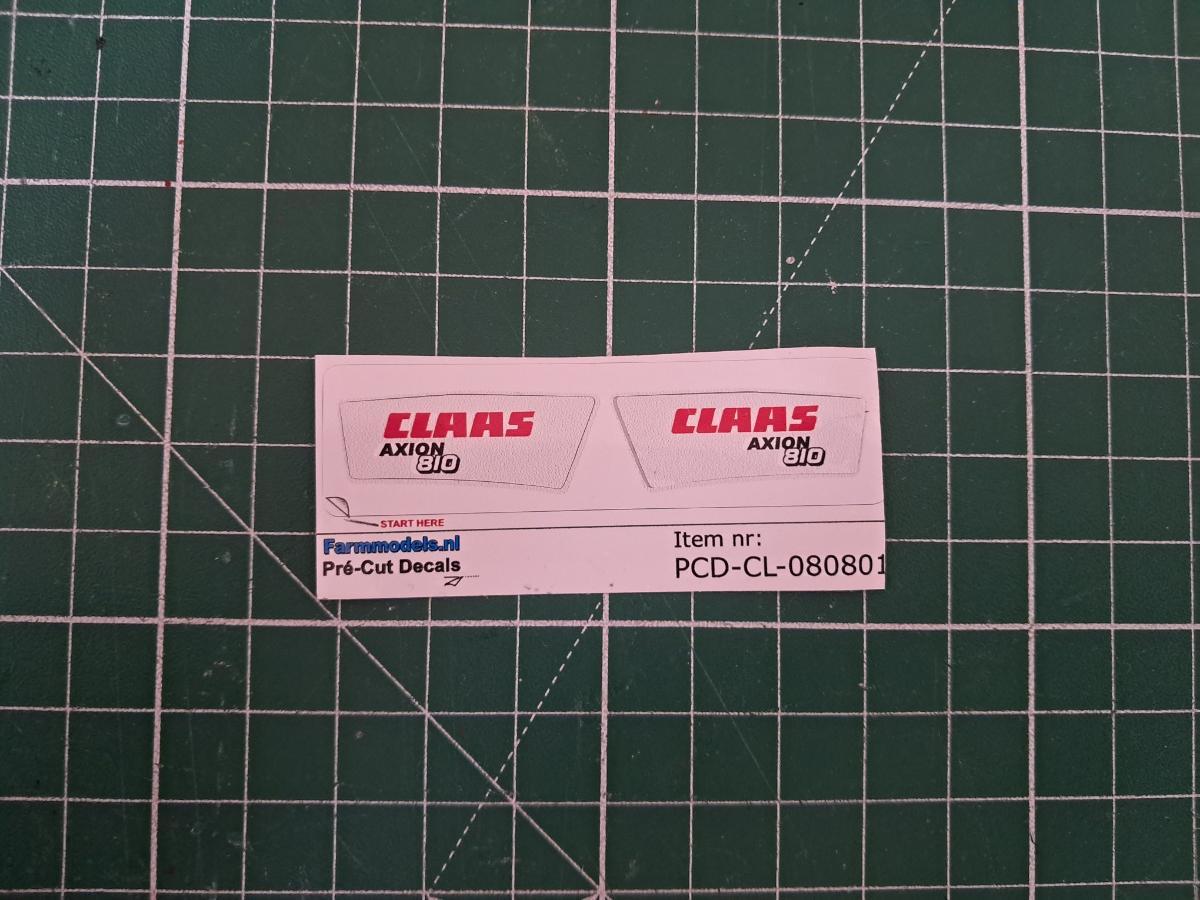 CLAAS
AXION
810
CLAAS
AXION
810
START HERE
Farmmodels.nl
Pré-Cut Decals
Item nr:
PCD-CL-080801